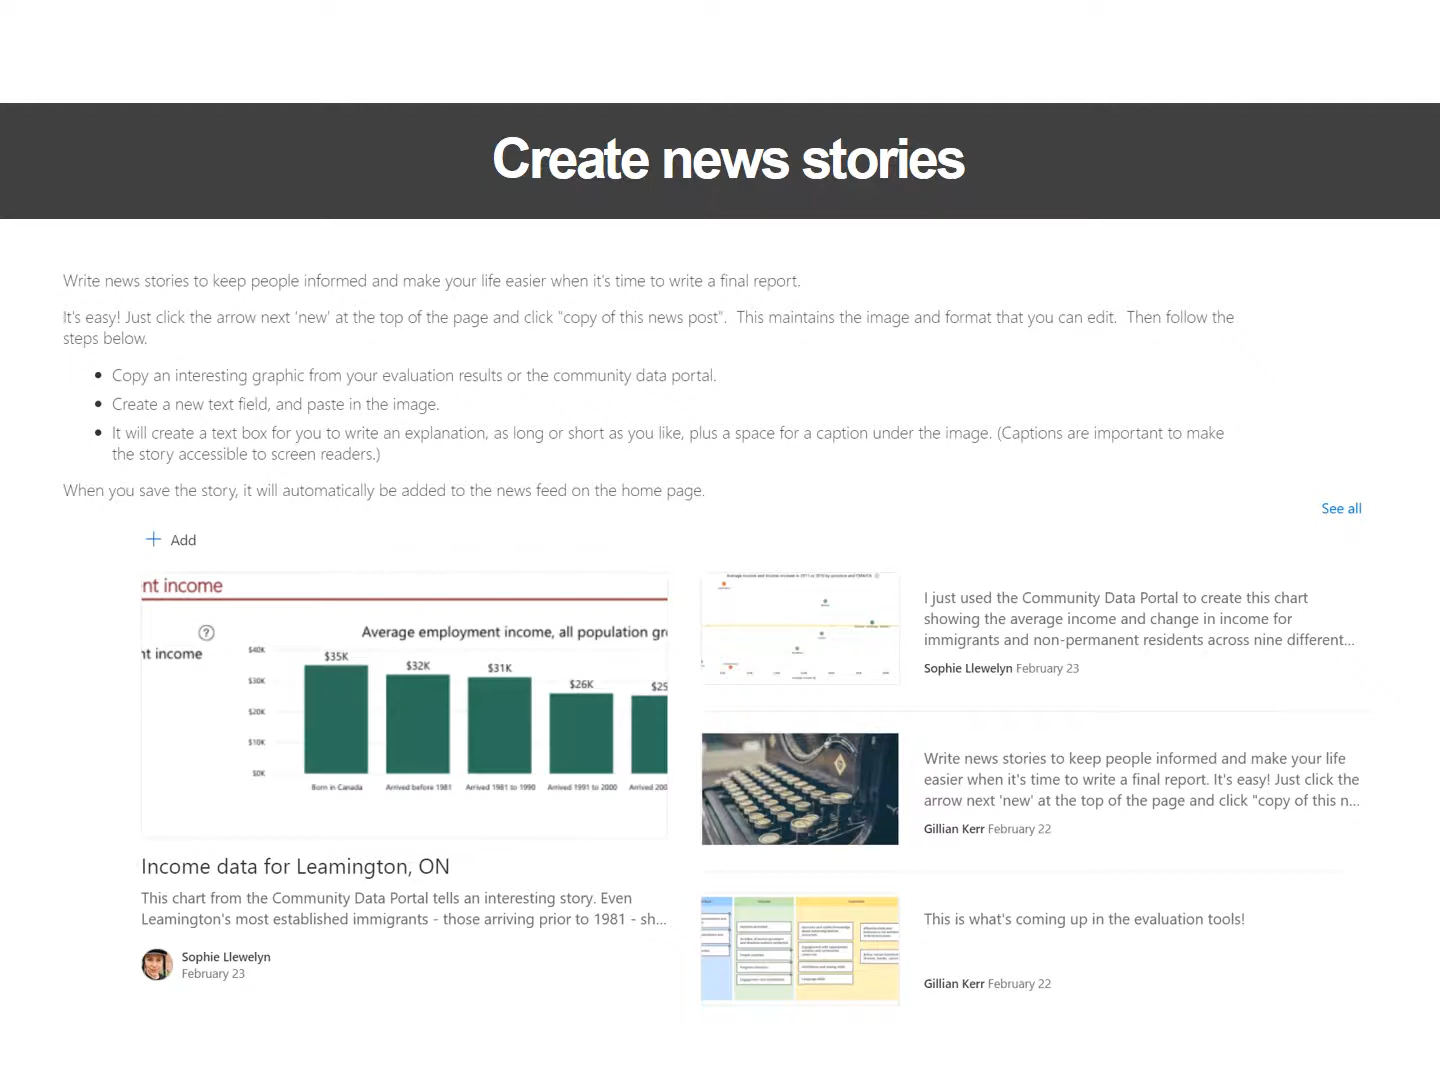 Create news stories
Write news stories to keep people informed and make your life easier when it's time to write a final report.
It's easy! Just click the arrow next 'new' at the top of the page and click "copy of this news post".  This maintains the image and format that you can edit.  Then follow the
steps below.
• Copy an interesting graphic from your evaluation results or the community data portal.
• Create a new text field, and paste in the image.
• It will create a text box for you to write an explanation, as long or short as you like, plus a space for a caption under the image. (Captions are important to make
the story accessible to screen readers.)
When you save the story, it will automatically be added to the news feed on the home page.
See all
+ Add
nt income
?
nt income
Average employment income, all population gr
$40K
$30K
$20K
$10K
$0K
$35K
$32K
$31K
$26K
$25
Born in Canada
Arrived before 1981
Arrived 1981 to 1990
Arrived 1991 to 2000
Arrived 200
Income data for Leamington, ON
This chart from the Community Data Portal tells an interesting story. Even
Leamington's most established immigrants - those arriving prior to 1981 - sh...
Sophie Llewelyn
February 23
I just used the Community Data Portal to create this chart
showing the average income and change in income for
immigrants and non-permanent residents across nine different...
Sophie Llewelyn February 23
Write news stories to keep people informed and make your life
easier when it's time to write a final report. It's easy! Just click the
arrow next 'new' at the top of the page and click "copy of this n...
Gillian Kerr February 22
This is what's coming up in the evaluation tools!
Gillian Kerr February 22